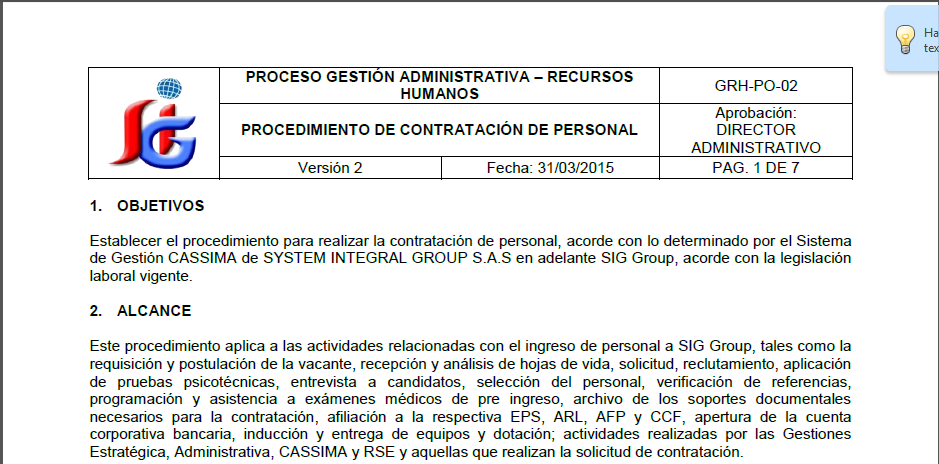 PROCESO GESTIÓN ADMINISTRATIVA – RECURSOS
HUMANOS
GRH-PO-02
PROCEDIMIENTO DE CONTRATACIÓN DE PERSONAL
Aprobación:
DIRECTOR
ADMINISTRATIVO
Versión 2
Fecha: 31/03/2015
PAG. 1 DE 7
SIG
1. OBJETIVOS
Establecer el procedimiento para realizar la contratación de personal, acorde con lo determinado por el Sistema
de Gestión CASSIMA de SYSTEM INTEGRAL GROUP S.A.S en adelante SIG Group, acorde con la legislación
laboral vigente.
2. ALCANCE
Este procedimiento aplica a las actividades relacionadas con el ingreso de personal a SIG Group, tales como la
requisición y postulación de la vacante, recepción y análisis de hojas de vida, solicitud, reclutamiento, aplicación
de pruebas psicotécnicas, entrevista a candidatos, selección del personal, verificación de referencias,
programación y asistencia a exámenes médicos de pre ingreso, archivo de los soportes documentales
necesarios para la contratación, afiliación a la respectiva EPS, ARL, AFP y CCF, apertura de la cuenta
corporativa bancaria, inducción y entrega de equipos y dotación; actividades realizadas por las Gestiones
Estratégica, Administrativa, CASSIMA y RSE y aquellas que realizan la solicitud de contratación.
Ha
tex